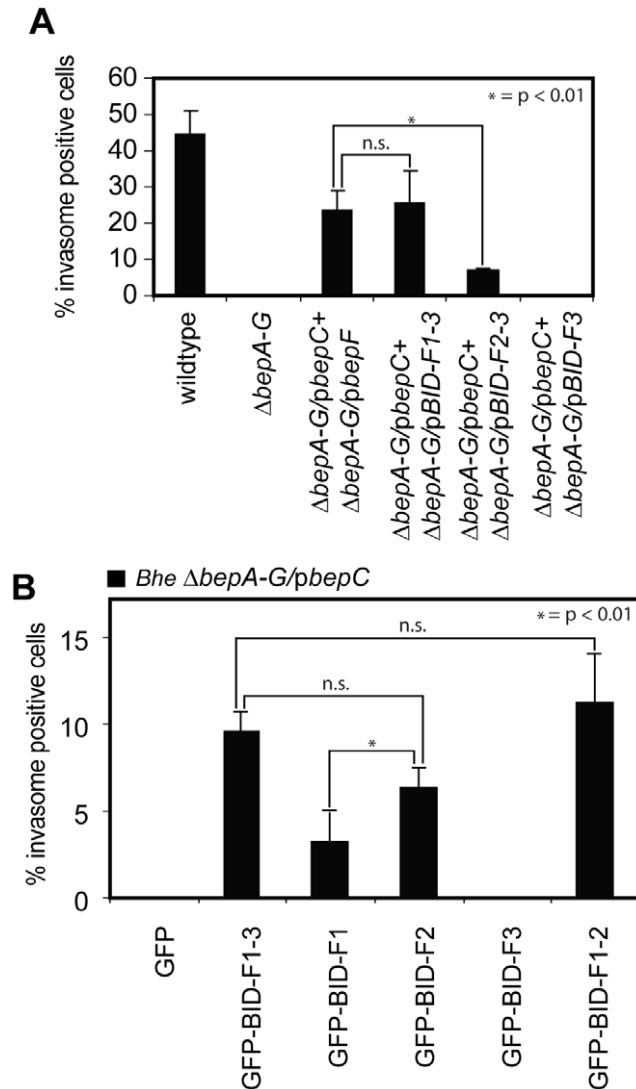 A
60
50
40
30
20
10
0
% invasome positive cells
* = p < 0.01
*
n.s.
wildtype
ΔbepA-G
ΔbepA-G/pbepC+
ΔbepA-G/pbepF
ΔbepA-G/pbepC+
ΔbepA-G/pBID-F1-3
ΔbepA-G/pbepC+
ΔbepA-G/pBID-F2-3
ΔbepA-G/pbepC+
ΔbepA-G/pBID-F3
B
Bhe ΔbepA-G/pbepC
15
10
5
0
% invasome positive cells
* = p < 0.01
n.s.
n.s.
*
GFP
GFP-BID-F1-3
GFP-BID-F1
GFP-BID-F2
GFP-BID-F3
GFP-BID-F1-2